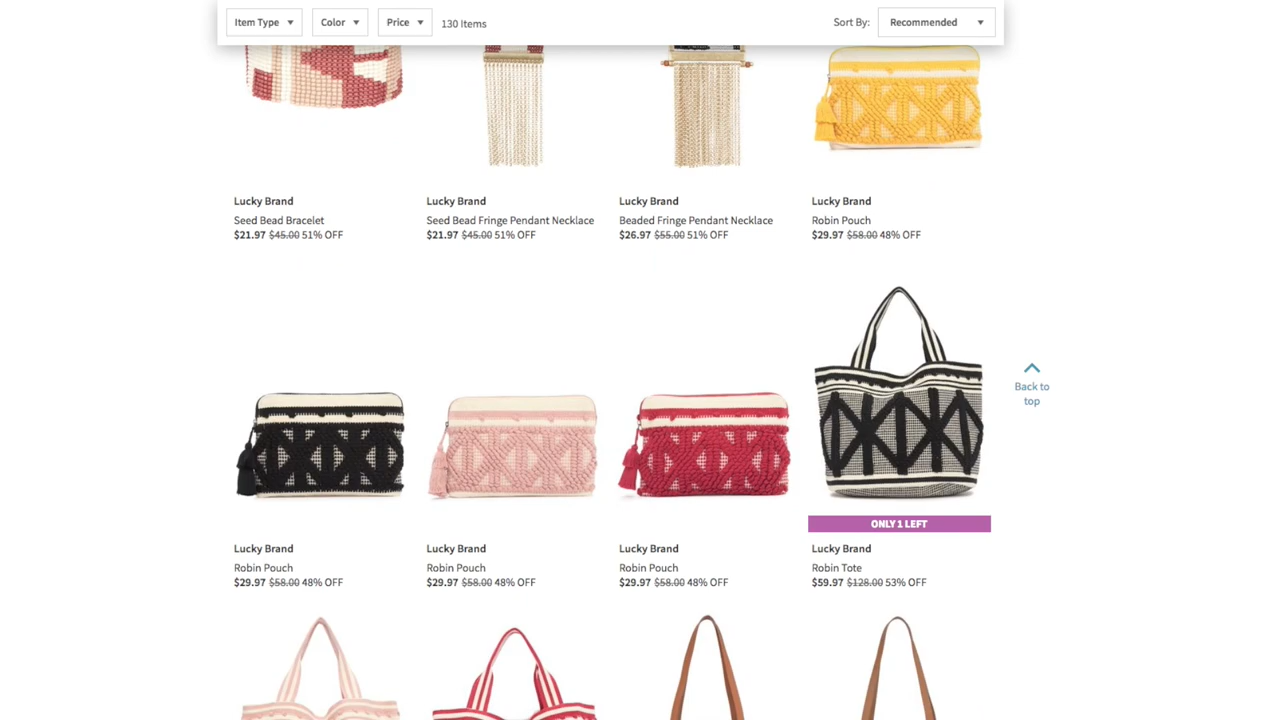 Item Type ▼ Color ▼ Price ▼ 130 Items Sort By: Recommended ▼
Lucky Brand Lucky Brand Lucky Brand Lucky Brand
Seed Bead Bracelet Seed Bead Fringe Pendant Necklace Beaded Fringe Pendant Necklace Robin Pouch
$21.97 $45.00 51% OFF $21.97 $45.00 51% OFF $26.97 $55.00 51% OFF $29.97 $58.00 48% OFF
Back to
top
ONLY 1 LEFT
Lucky Brand Lucky Brand Lucky Brand Lucky Brand
Robin Pouch Robin Pouch Robin Pouch Robin Tote
$29.97 $58.00 48% OFF $29.97 $58.00 48% OFF $29.97 $58.00 48% OFF $59.97 $128.00 53% OFF